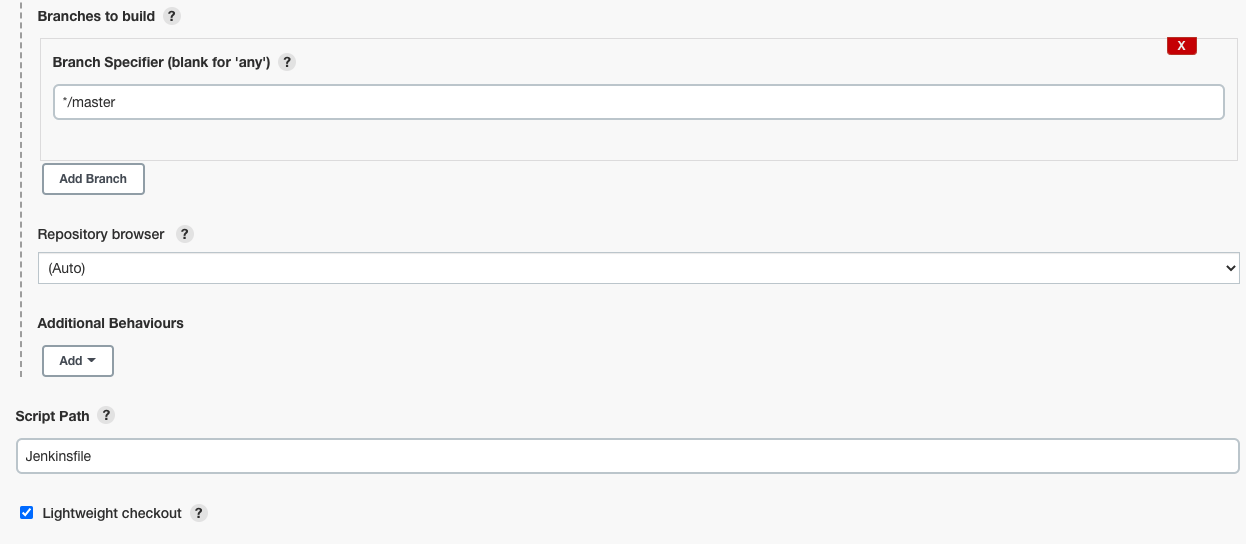 Branches to build ?
X
Branch Specifier (blank for 'any') ?
*/master
Add Branch
Repository browser ?
(Auto)
Additional Behaviours
Add
Script Path ?
Jenkinsfile
Lightweight checkout ?